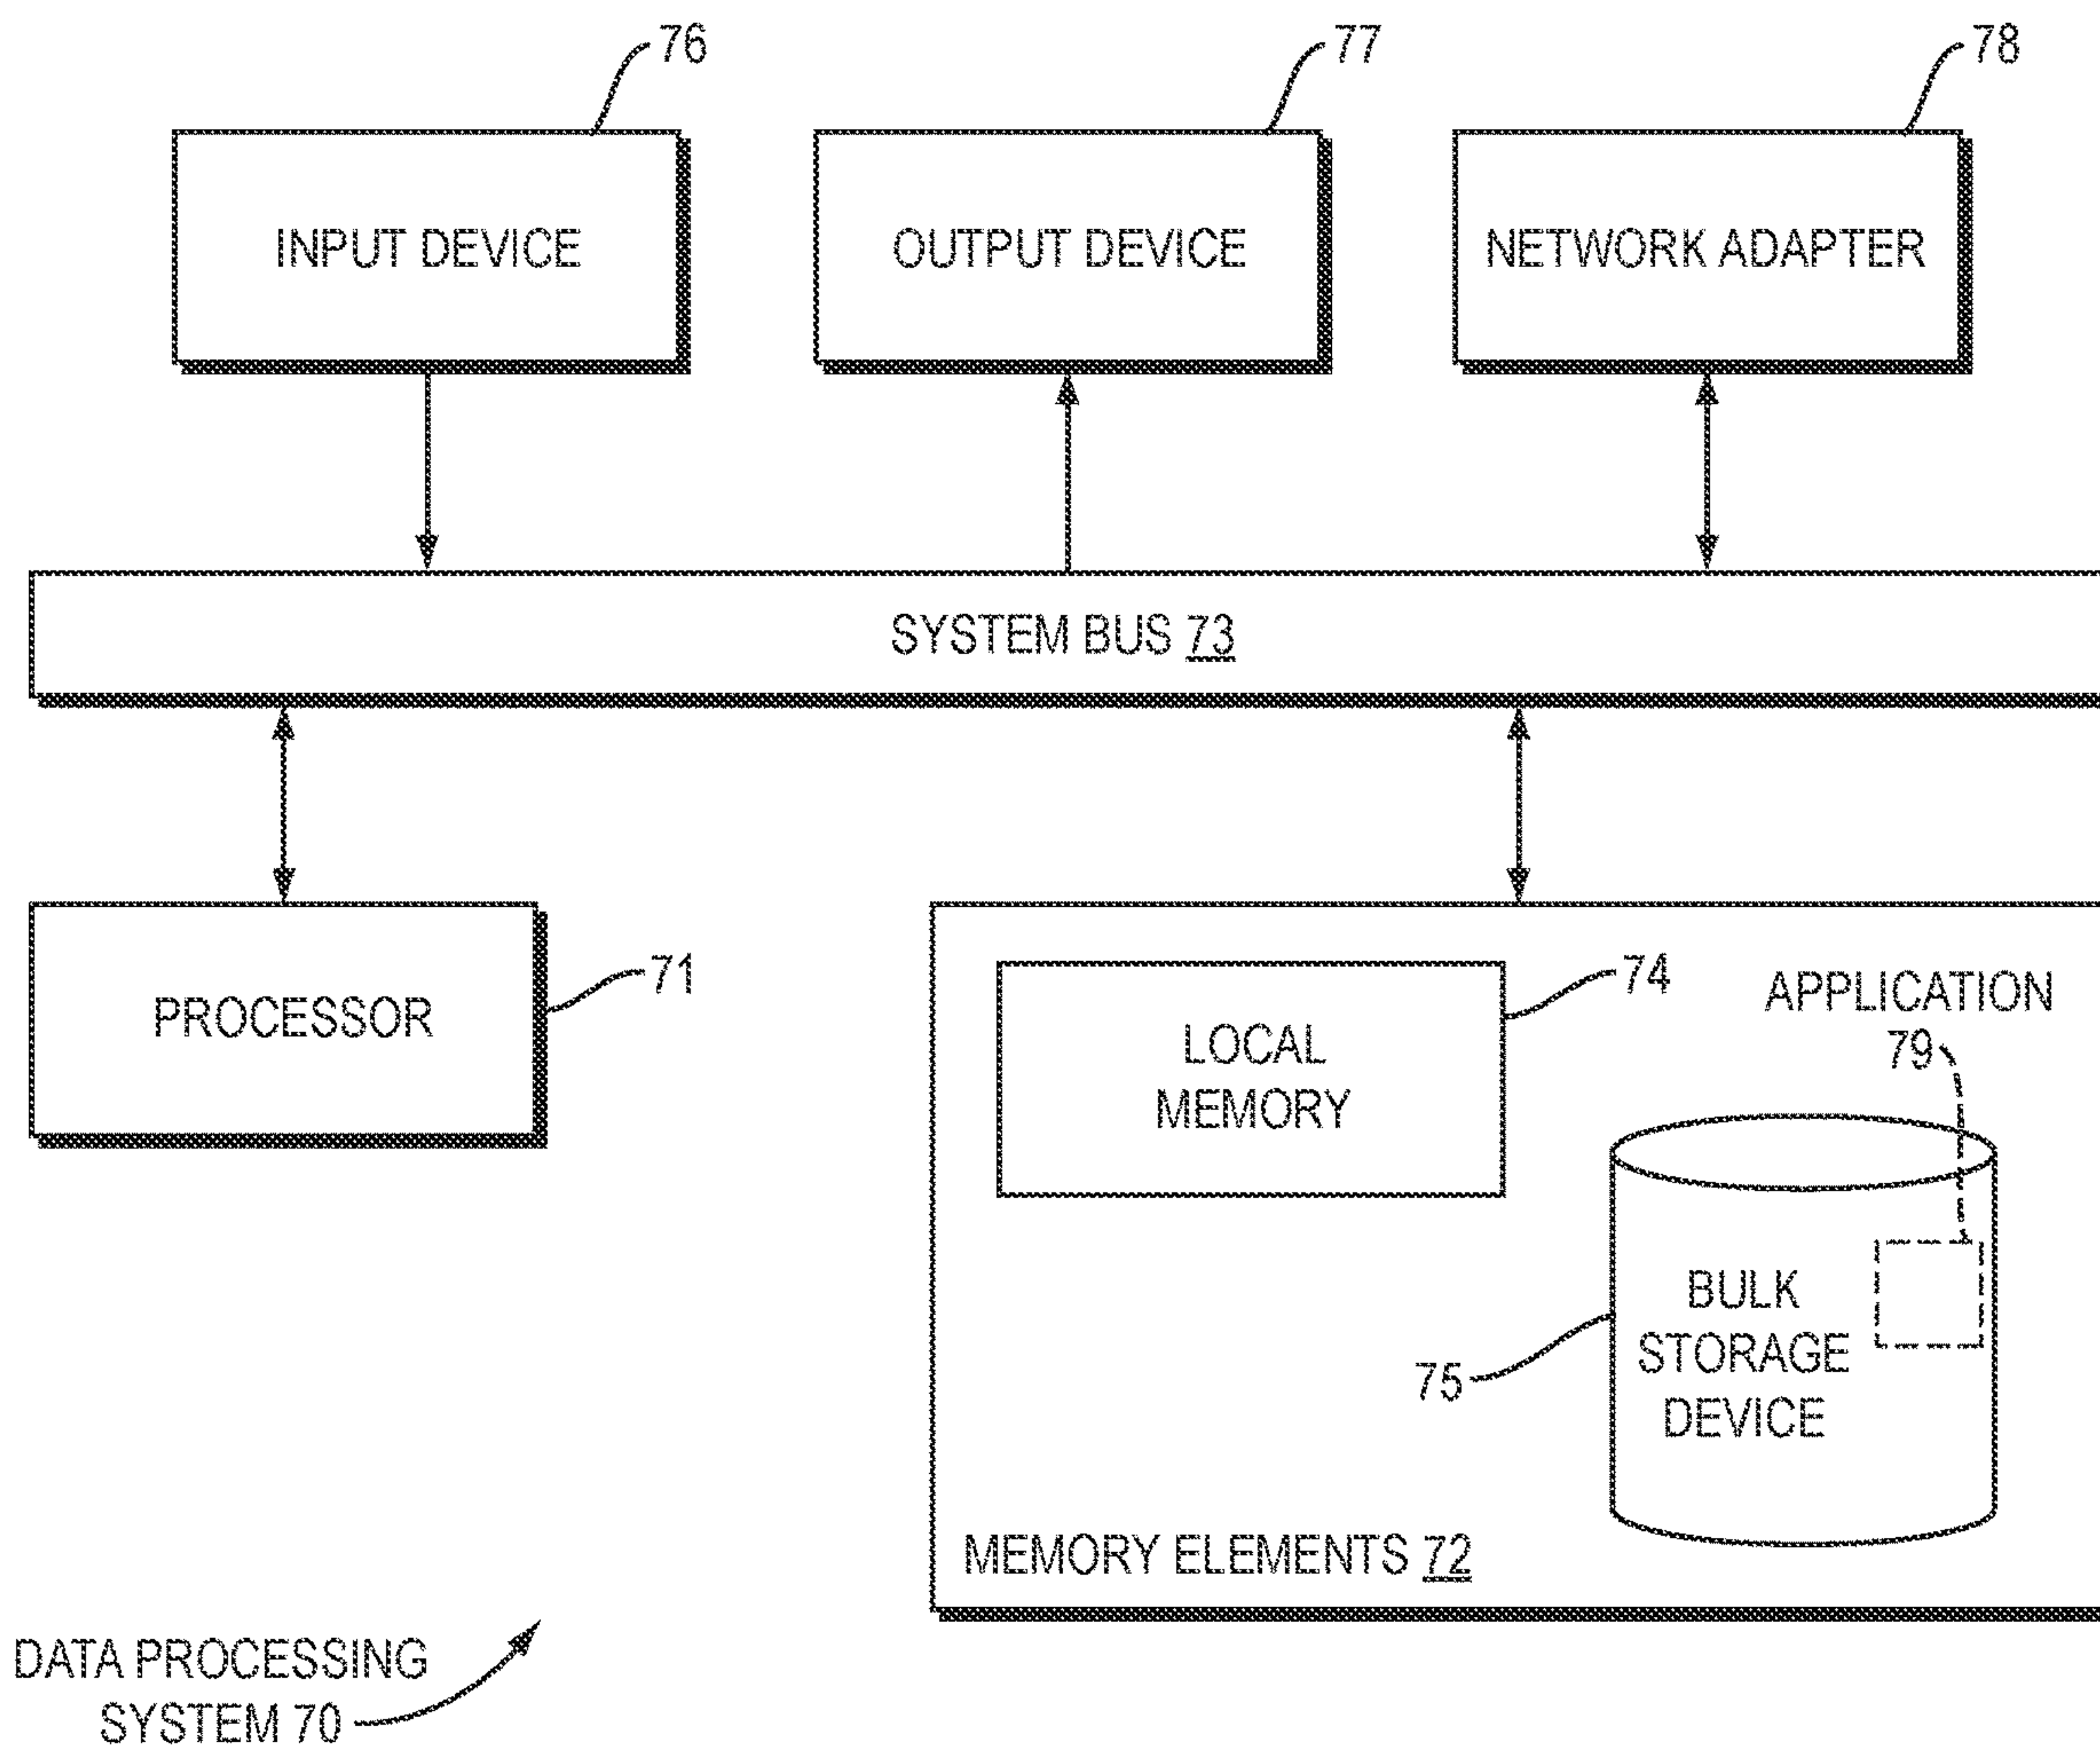 76
77
78
INPUT DEVICE
OUTPUT DEVICE
NETWORK ADAPTER
SYSTEM BUS 73
PROCESSOR
71
LOCAL
MEMORY
74
APPLICATION
79
BULK
STORAGE
DEVICE
75
MEMORY ELEMENTS 72
DATA PROCESSING
SYSTEM 70